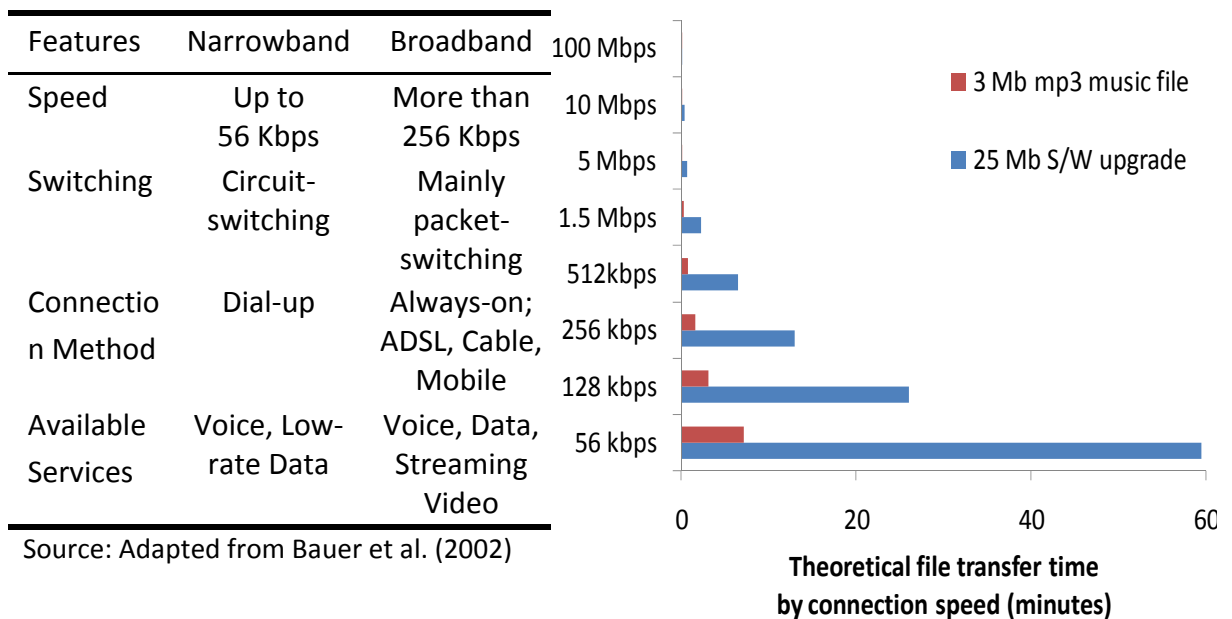 Features Narrowband Broadband
Speed Up to More than
56 Kbps 256 Kbps
Switching Circuit- Mainly
switching packet-
switching
Connectio Dial-up Always-on;
n Method ADSL, Cable,
Mobile
Available Voice, Low- Voice, Data,
Services rate Data Streaming
Video
Source: Adapted from Bauer et al. (2002)
100 Mbps
10 Mbps
5 Mbps
1.5 Mbps
512kbps
256 kbps
128 kbps
56 kbps
3 Mb mp3 music file
25 Mb S/W upgrade
0 20 40 60
Theoretical file transfer time
by connection speed (minutes)